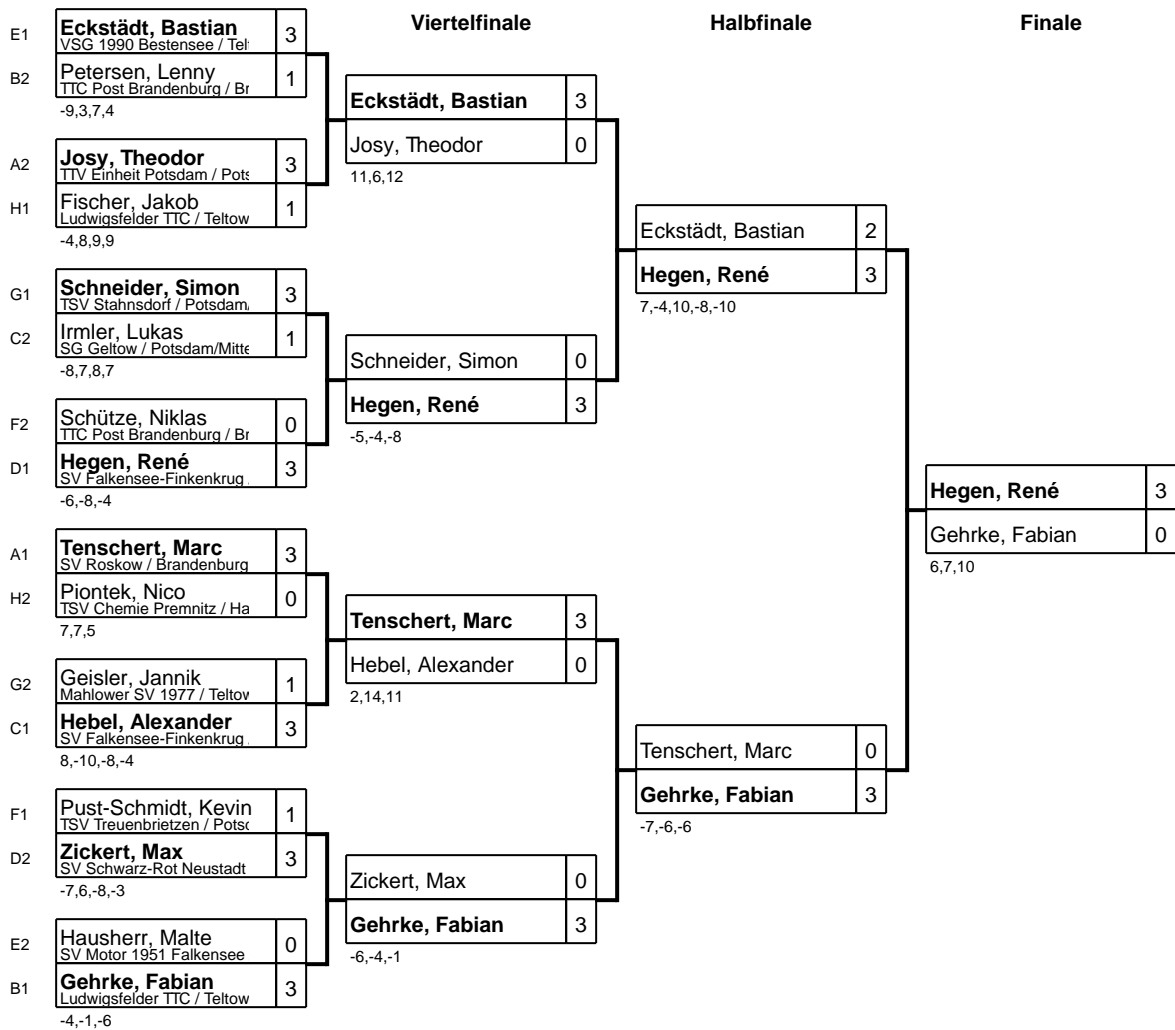 Viertelfinale
Halbfinale
Finale
E1
Eckstädt, Bastian
3
VSG 1990 Bestensee / Tel
B2
Petersen, Lenny
1
TTC Post Brandenburg / Br
-9,3,7,4
A2
Josy, Theodor
3
TTV Einheit Potsdam / Pots
H1
Fischer, Jakob
1
Ludwigsfelder TTC / Teltow
-4,8,9,9
G1
Schneider, Simon
3
TSV Stahnsdorf / Potsdam/
C2
Irmler, Lukas
1
SG Geltow / Potsdam/Mitte
-8,7,8,7
F2
Schütze, Niklas
0
TTC Post Brandenburg / Br
D1
Hegen, René
3
SV Falkensee-Finkenkrug
-6,-8,-4
A1
Tenschert, Marc
3
SV Roskow / Brandenburg
H2
Piontek, Nico
0
TSV Chemie Premnitz / Ha
7,7,5
G2
Geisler, Jannik
1
Mahlower SV 1977 / Teltow
C1
Hebel, Alexander
3
SV Falkensee-Finkenkrug
8,-10,-8,-4
F1
Pust-Schmidt, Kevin
1
TSV Treuenbrietzen / Potsd
D2
Zickert, Max
3
SV Schwarz-Rot Neustadt
-7,6,-8,-3
E2
Hausherr, Malte
0
SV Motor 1951 Falkensee
B1
Gehrke, Fabian
3
Ludwigsfelder TTC / Teltow
-4,-1,-6
Eckstädt, Bastian
3
Josy, Theodor
0
11,6,12
Schneider, Simon
0
Hegen, René
3
-5,-4,-8
Tenschert, Marc
3
Hebel, Alexander
0
2,14,11
Zickert, Max
0
Gehrke, Fabian
3
-6,-4,-1
Eckstädt, Bastian
2
Hegen, René
3
7,-4,10,-8,-10
Tenschert, Marc
0
Gehrke, Fabian
3
-7,-6,-6
Hegen, René
3
Gehrke, Fabian
0
6,7,10